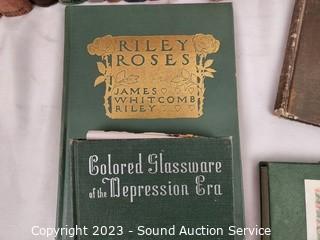 RILEY
ROSES
JAMES
WHITCOMB
RILEY
Colored Glassware
of the Depression Era
Copyright 2023 - Sound Auction Service